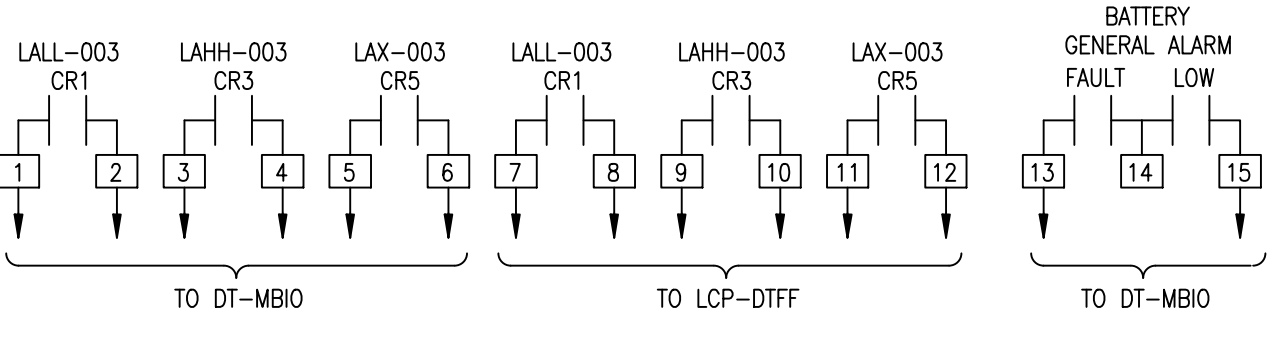 BATTERY
GENERAL ALARM
LALL-003 LAHH-003 LAX-003 LALL-003 LAHH-003 LAX-003
CR1 CR3 CR5 CR1 CR3 CR5 FAULT LOW
1 2 3 4 5 6 7 8 9 10 11 12 13 14 15
TO DT-MBIO TO LCP-DTFF TO DT-MBIO